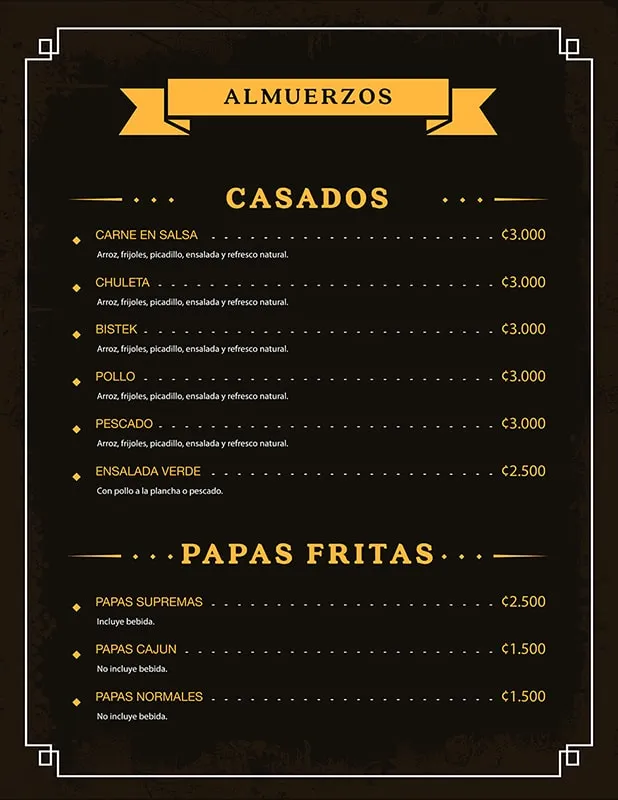 ALMUERZOS
CASADOS
CARNE EN SALSA ₡3.000
Arroz, frijoles, picadillo, ensalada y refresco natural.
CHULETA ₡3.000
Arroz, frijoles, picadillo, ensalada y refresco natural.
BISTEK ₡3.000
Arroz, frijoles, picadillo, ensalada y refresco natural.
POLLO ₡3.000
Arroz, frijoles, picadillo, ensalada y refresco natural.
PESCADO ₡3.000
Arroz, frijoles, picadillo, ensalada y refresco natural.
ENSALADA VERDE ₡2.500
Con pollo a la plancha o pescado.
PAPAS FRITAS
PAPAS SUPREMAS ₡2.500
Incluye bebida.
PAPAS CAJUN ₡1.500
No incluye bebida.
PAPAS NORMALES ₡1.500
No incluye bebida.